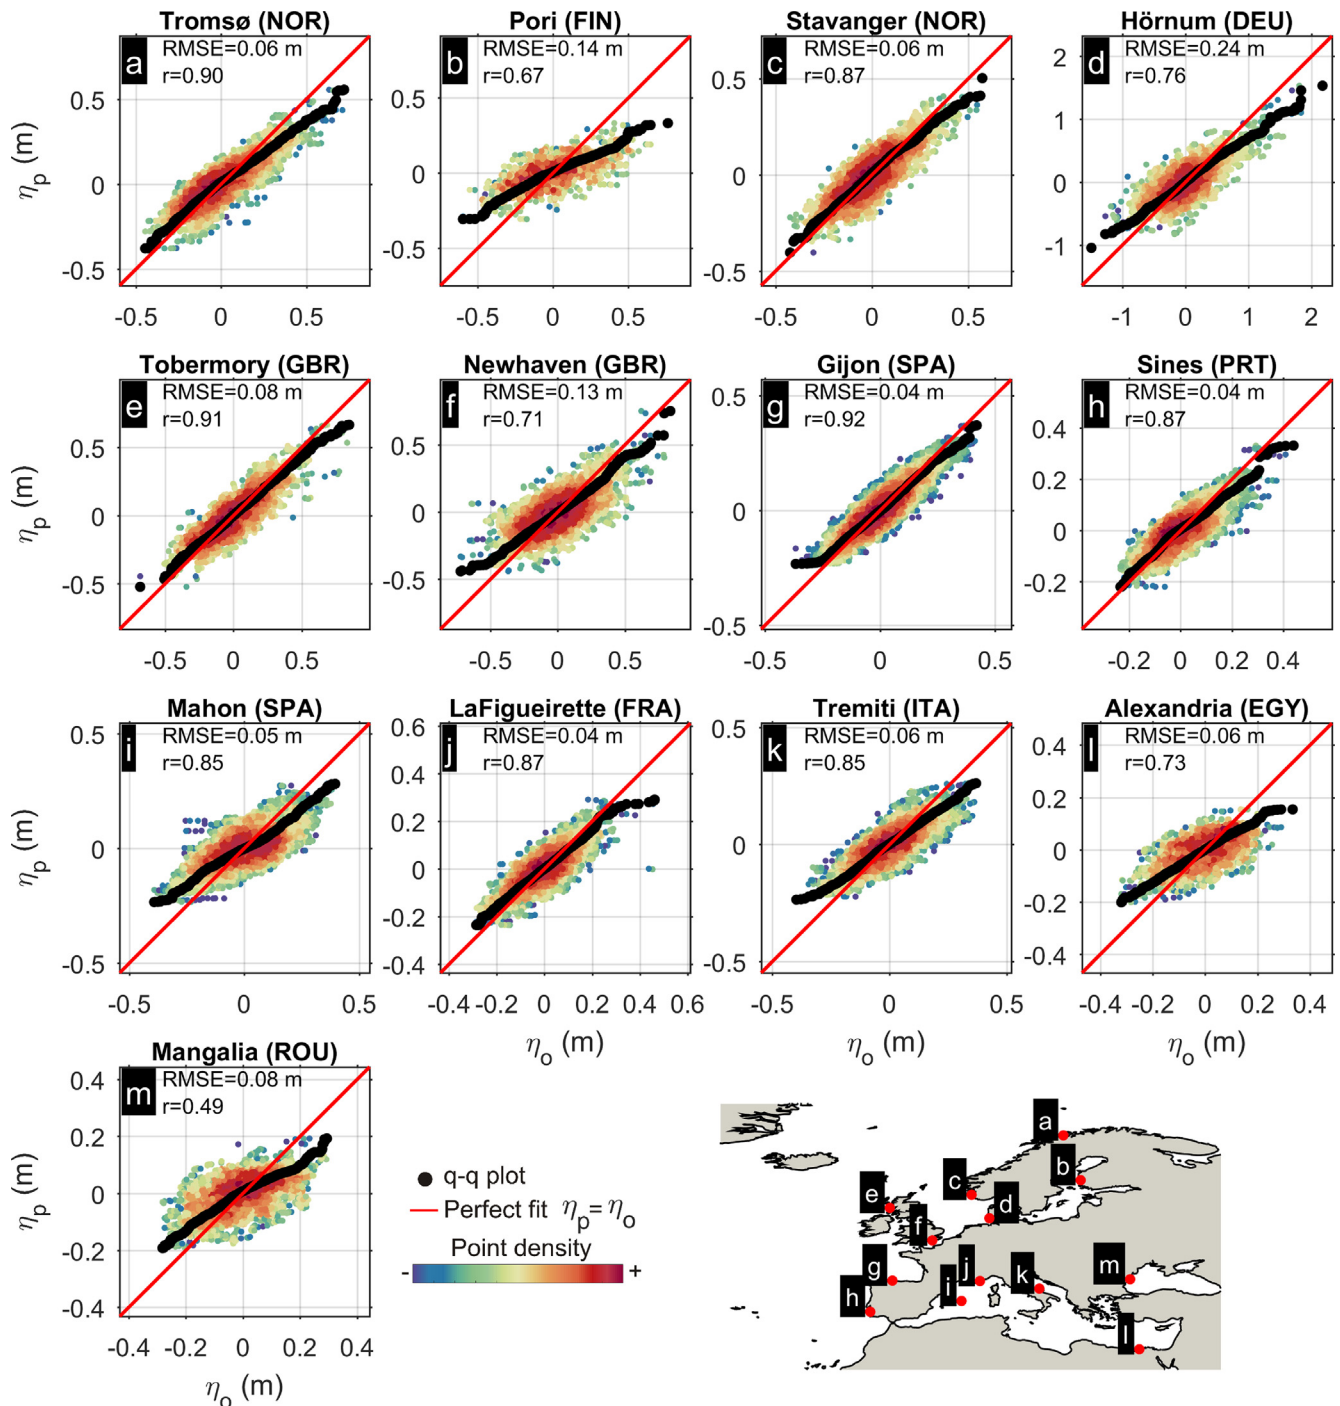 Tromsø (NOR)
a
RMSE=0.06 m
r=0.90
0.5
0
-0.5
-0.5 0 0.5
ηp (m)
Pori (FIN)
b
RMSE=0.14 m
r=0.67
0.5
0
-0.5
-0.5 0 0.5
Stavanger (NOR)
c
RMSE=0.06 m
r=0.87
0.5
0
-0.5
-0.5 0 0.5
Hörnum (DEU)
d
RMSE=0.24 m
r=0.76
2
1
0
-1
-1 0 1 2
Tobermory (GBR)
e
RMSE=0.08 m
r=0.91
0.5
0
-0.5
-0.5 0 0.5
ηp (m)
Newhaven (GBR)
f
RMSE=0.13 m
r=0.71
0.5
0
-0.5
-0.5 0 0.5
Gijon (SPA)
g
RMSE=0.04 m
r=0.92
0.5
0
-0.5
-0.5 0 0.5
Sines (PRT)
h
RMSE=0.04 m
r=0.87
0.4
0.2
0
-0.2
-0.2 0 0.2 0.4
Mahon (SPA)
i
RMSE=0.05 m
r=0.85
0.5
0
-0.5
-0.5 0 0.5
ηp (m)
LaFigueirette (FRA)
j
RMSE=0.04 m
r=0.87
0.6
0.4
0.2
0
-0.2
-0.4
-0.4 -0.2 0 0.2 0.4 0.6
ηo (m)
Tremiti (ITA)
k
RMSE=0.06 m
r=0.85
0.5
0
-0.5
-0.5 0 0.5
ηo (m)
Alexandria (EGY)
l
RMSE=0.06 m
r=0.73
0.4
0.2
0
-0.2
-0.4
-0.4 -0.2 0 0.2 0.4
ηo (m)
Mangalia (ROU)
m
RMSE=0.08 m
r=0.49
0.4
0.2
0
-0.2
-0.4
-0.4 -0.2 0 0.2 0.4
ηp (m)
ηo (m)
q-q plot
Perfect fit ηp= ηo
Point density
- +
a
b
c
d
e
f
g
h
i
j
k
l
m